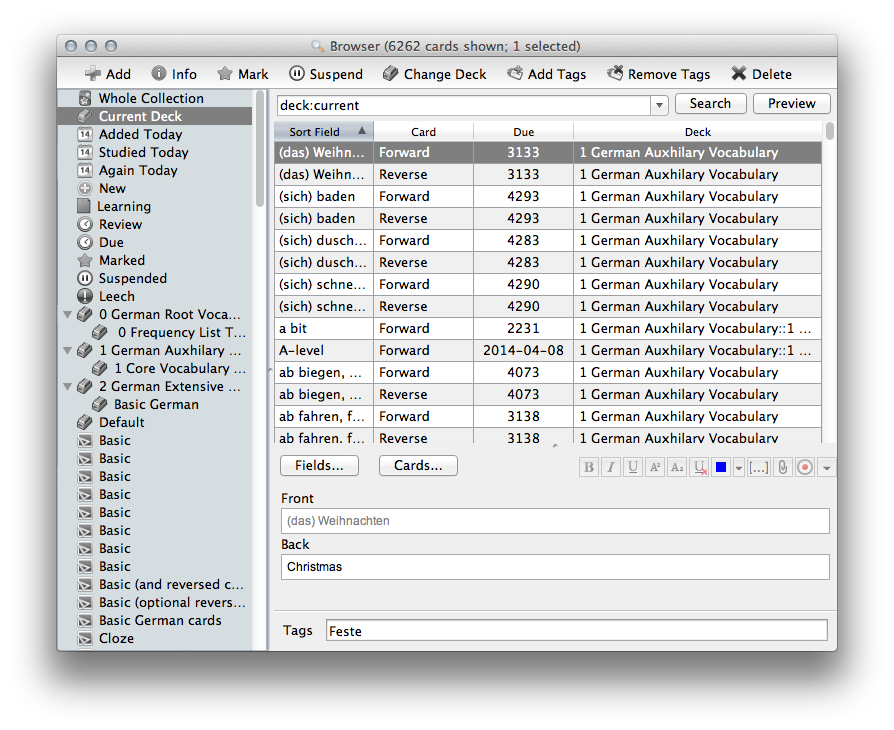 Browser (6262 cards shown; 1 selected)
Add Info Mark Suspend Change Deck Add Tags Remove Tags Delete
Whole Collection
Current Deck
14 Added Today
14 Studied Today
14 Again Today
New
Learning
Review
Due
Marked
Suspended
Leech
0 German Root Voca...
0 Frequency List T...
1 German Auxhilary ...
1 Core Vocabulary ...
2 German Extensive ...
Basic German
Default
Basic
Basic
Basic
Basic
Basic
Basic
Basic
Basic
Basic (and reversed c...
Basic (optional revers...
Basic German cards
Cloze
deck:current Search Preview
Sort Field Card Due Deck
(das) Weihn... Forward 3133 1 German Auxhilary Vocabulary
(das) Weihn... Reverse 3133 1 German Auxhilary Vocabulary
(sich) baden Forward 4293 1 German Auxhilary Vocabulary
(sich) baden Reverse 4293 1 German Auxhilary Vocabulary
(sich) dusch... Forward 4283 1 German Auxhilary Vocabulary
(sich) dusch... Reverse 4283 1 German Auxhilary Vocabulary
(sich) schne... Forward 4290 1 German Auxhilary Vocabulary
(sich) schne... Reverse 4290 1 German Auxhilary Vocabulary
a bit Forward 2231 1 German Auxhilary Vocabulary::1 ...
A-level Forward 2014-04-08 1 German Auxhilary Vocabulary::1 ...
ab biegen, ... Forward 4073 1 German Auxhilary Vocabulary
ab biegen, ... Reverse 4073 1 German Auxhilary Vocabulary
ab fahren, f... Forward 3138 1 German Auxhilary Vocabulary
ab fahren, f... Reverse 3138 1 German Auxhilary Vocabulary
Fields... Cards... B I U A² A₂ U [...]
Front
(das) Weihnachten
Back
Christmas
Tags Feste